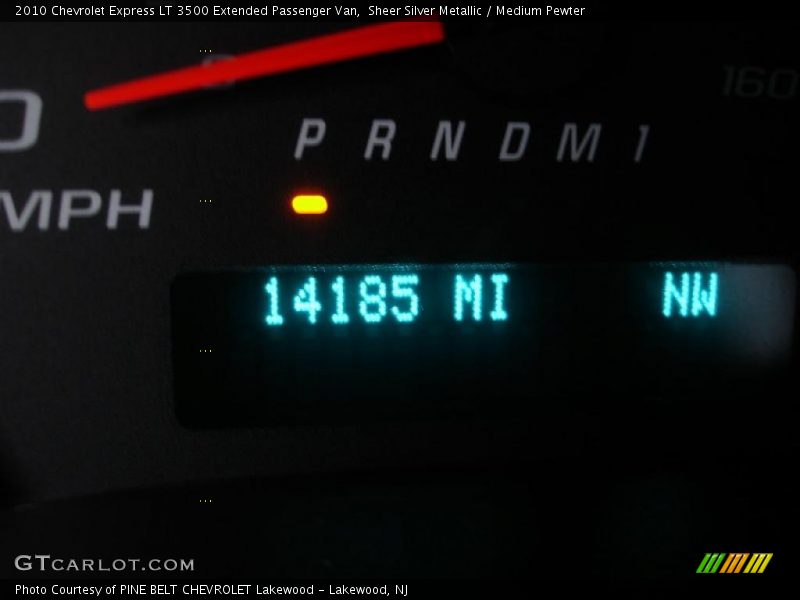 2010 Chevrolet Express LT 3500 Extended Passenger Van, Sheer Silver Metallic / Medium Pewter
160
P R N D M 1
MPH
14185 MI NW
GTCARLOT.COM
Photo Courtesy of PINE BELT CHEVROLET Lakewood - Lakewood, NJ